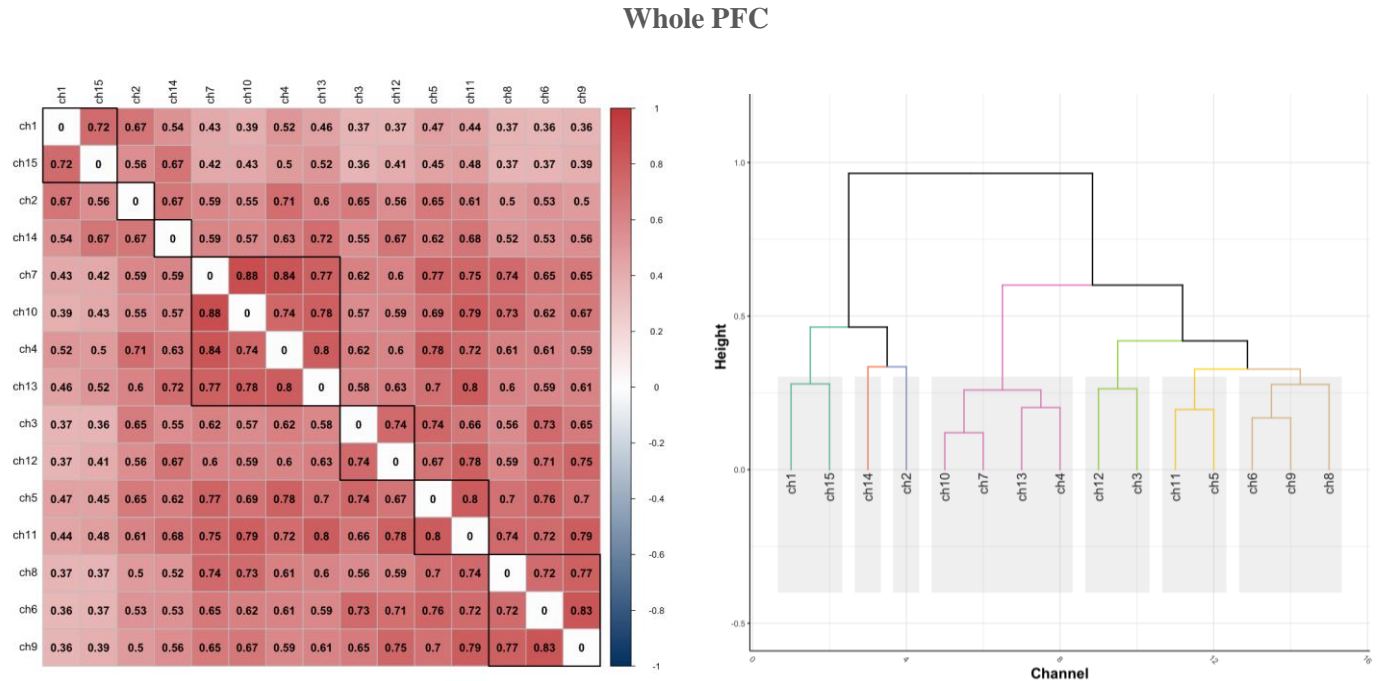 Whole PFC
ch1 ch15 ch2 ch14 ch7 ch10 ch4 ch13 ch3 ch12 ch5 ch11 ch8 ch6 ch9
ch1 0 0.72 0.67 0.54 0.43 0.39 0.52 0.46 0.37 0.37 0.47 0.44 0.37 0.36 0.36
ch15 0.72 0 0.56 0.67 0.42 0.43 0.5 0.52 0.36 0.41 0.45 0.48 0.37 0.37 0.39
ch2 0.67 0.56 0 0.67 0.59 0.55 0.71 0.6 0.65 0.56 0.65 0.61 0.5 0.53 0.5
ch14 0.54 0.67 0.67 0 0.59 0.57 0.63 0.72 0.55 0.67 0.62 0.68 0.52 0.53 0.56
ch7 0.43 0.42 0.59 0.59 0 0.88 0.84 0.77 0.62 0.6 0.77 0.75 0.74 0.65 0.65
ch10 0.39 0.43 0.55 0.57 0.88 0 0.74 0.78 0.57 0.59 0.69 0.79 0.73 0.62 0.67
ch4 0.52 0.5 0.71 0.63 0.84 0.74 0 0.8 0.62 0.6 0.78 0.72 0.61 0.61 0.59
ch13 0.46 0.52 0.6 0.72 0.77 0.78 0.8 0 0.58 0.63 0.7 0.8 0.6 0.59 0.61
ch3 0.37 0.36 0.65 0.55 0.62 0.57 0.62 0.58 0 0.74 0.74 0.66 0.56 0.73 0.65
ch12 0.37 0.41 0.56 0.67 0.6 0.59 0.6 0.63 0.74 0 0.67 0.78 0.59 0.71 0.75
ch5 0.47 0.45 0.65 0.62 0.77 0.69 0.78 0.7 0.74 0.67 0 0.8 0.7 0.76 0.7
ch11 0.44 0.48 0.61 0.68 0.75 0.79 0.72 0.8 0.66 0.78 0.8 0 0.74 0.72 0.79
ch8 0.37 0.37 0.5 0.52 0.74 0.73 0.61 0.6 0.56 0.59 0.7 0.74 0 0.72 0.77
ch6 0.36 0.37 0.53 0.53 0.65 0.62 0.61 0.59 0.73 0.71 0.76 0.72 0.72 0 0.83
ch9 0.36 0.39 0.5 0.56 0.65 0.67 0.59 0.61 0.65 0.75 0.7 0.79 0.77 0.83 0
1
0.8
0.6
0.4
0.2
0
-0.2
-0.4
-0.6
-0.8
-1
Height
1.0
0.5
0.0
-0.5
ch1 ch15 ch14 ch2 ch10 ch7 ch13 ch4 ch12 ch3 ch11 ch5 ch6 ch9 ch8
0 4 8 12 16
Channel